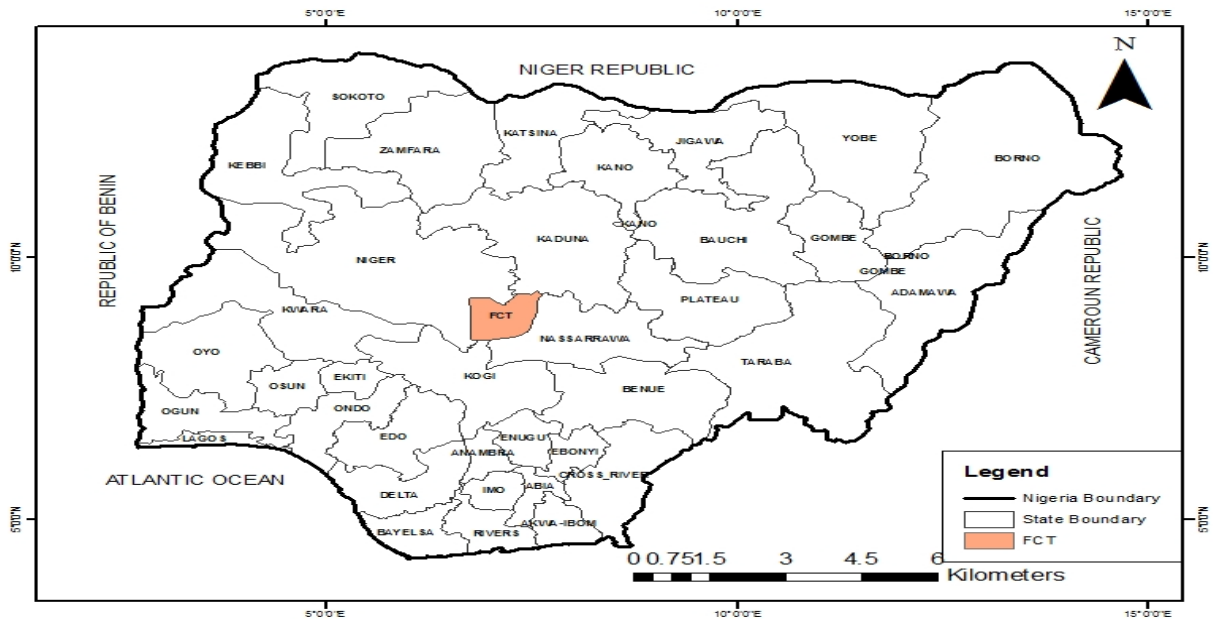 5°0'0"E 10°0'0"E 15°0'0"E
N
NIGER REPUBLIC
SOKOTO
KATSINA
YOBE
JIGAWA
ZAMFARA
BORNO
KEBBI
KANO
REPUBLIC OF BENIN
CAMEROUN REPUBLIC
KANO
KADUNA
BAUCHI
GOMBE
10°0'0"N
NIGER
BORNO
10°0'0"N
GOMBE
ADAMAWA
PLATEAU
KWARA
FCT
NASSARRAWA
OYO
TARABA
KOGI
EKITI
OSUN
BENUE
OGUN
ONDO
LAGOS
EDO
ENUGU
ANAMBRA
EBONYI
CROSS_RIVER
ATLANTIC OCEAN
IMO
ABIA
DELTA
AKWA-IBOM
BAYELSA
RIVERS
5°0'0"N
5°0'0"N
Legend
Nigeria Boundary
State Boundary
FCT
0 0.75 1.5 3 4.5 6
Kilometers
5°0'0"E 10°0'0"E 15°0'0"E